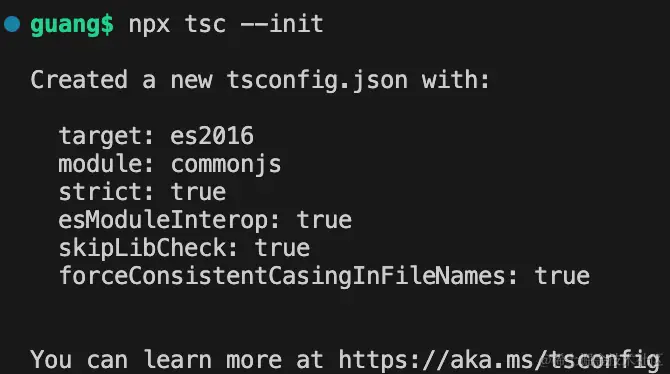 guang$ npx tsc --init
Created a new tsconfig.json with:
target: es2016
module: commonjs
strict: true
esModuleInterop: true
skipLibCheck: true
forceConsistentCasingInFileNames: true
You can learn more at https://aka.ms/tsconfig